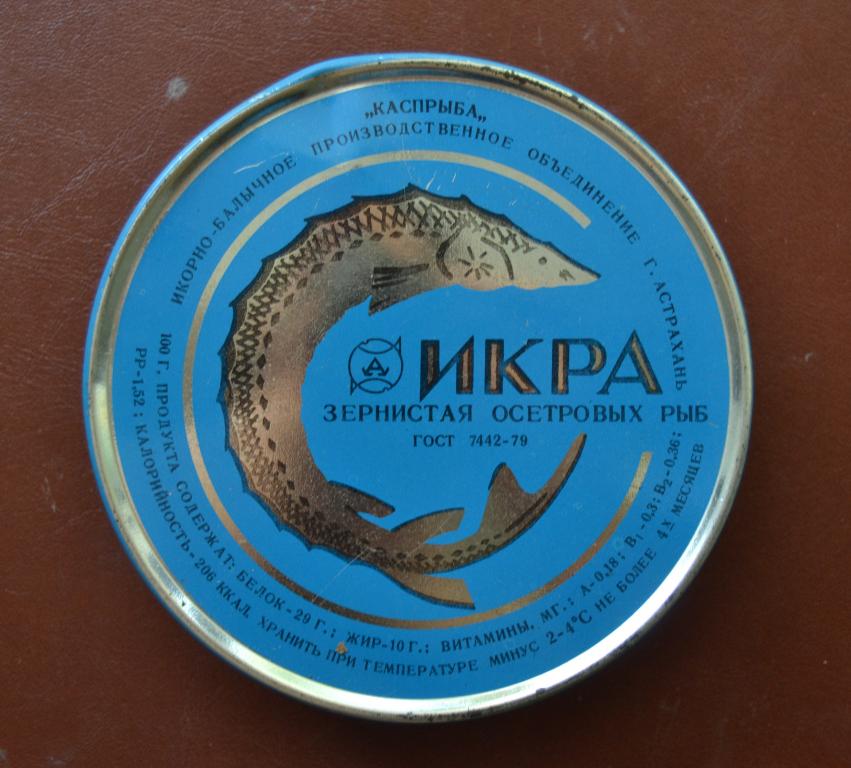 „КАСПРЫБА„
ИКОРНО-БАЛЫЧНОЕ ПРОИЗВОДСТВЕННОЕ ОБЪЕДИНЕНИЕ Г. АСТРАХАНЬ
ИКРА
ЗЕРНИСТАЯ ОСЕТРОВЫХ РЫБ
ГОСТ 7442-79
100 Г. ПРОДУКТА СОДЕРЖАТ: БЕЛОК-29 Г.; ЖИР-10 Г.; ВИТАМИНЫ, МГ.: А-0,18; В₁-0,3; В₂-0,36;
РР-1,52; КАЛОРИЙНОСТЬ. 206 ККАЛ. ХРАНИТЬ ПРИ ТЕМПЕРАТУРЕ МИНУС 2-4°С НЕ БОЛЕЕ 4Х МЕСЯЦЕВ